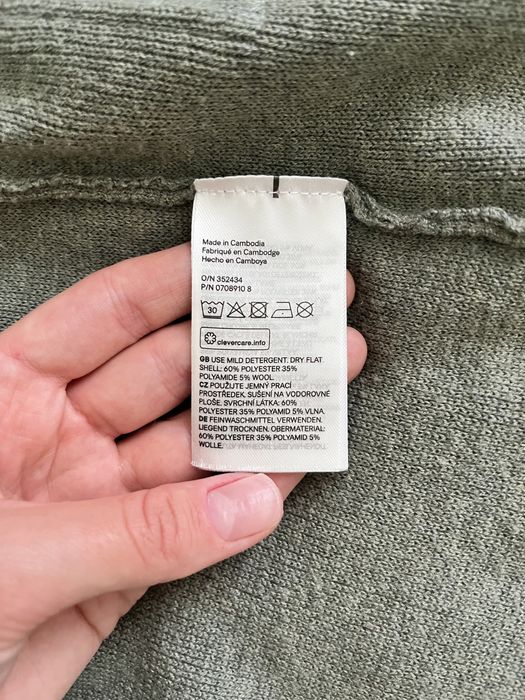 Made in Cambodia
Fabriqué en Cambodge
Hecho en Camboya
O/N 352434
P/N 0708910 8
30
clevercare.info
GB USE MILD DETERGENT. DRY FLAT.
SHELL: 60% POLYESTER 35%
POLYAMIDE 5% WOOL.
CZ POUŽIJTE JEMNÝ PRACÍ
PROSTŘEDEK. SUŠENÍ NA VODOROVNÉ
PLOŠE. SVRCHNÍ LÁTKA: 60%
POLYESTER 35% POLYAMID 5% VLNA.
DE FEINWASCHMITTEL VERWENDEN.
LIEGEND TROCKNEN. OBERMATERIAL:
60% POLYESTER 35% POLYAMID 5%
WOLLE.